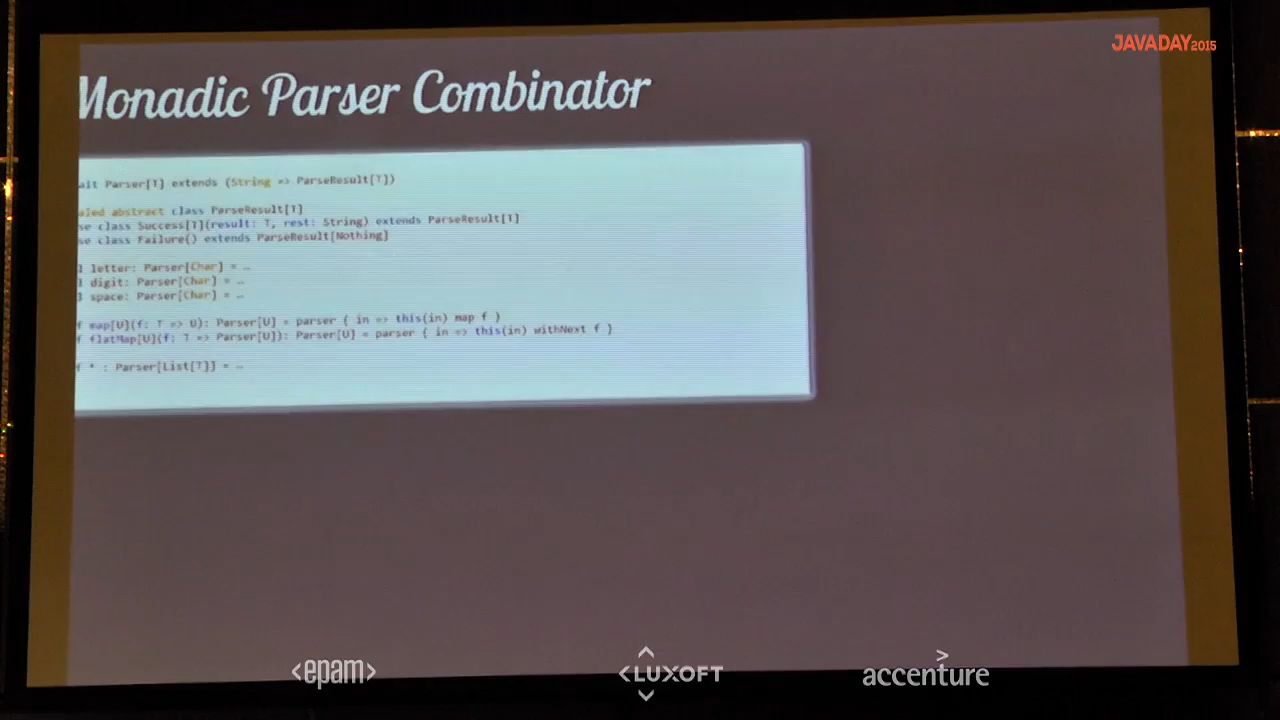 JAVADAY2015
Monadic Parser Combinator
ait Parser[T] extends (String => ParseResult[T])
aled abstract class ParseResult[T]
se class Success[T](result: T, rest: String) extends ParseResult[T]
se class Failure() extends ParseResult[Nothing]
l letter: Parser[Char] = …
l digit: Parser[Char] = …
l space: Parser[Char] = …
f map[U](f: T => U): Parser[U] = parser { in => this(in) map f }
f flatMap[U](f: T => Parser[U]): Parser[U] = parser { in => this(in) withNext f }
f * : Parser[List[T]] = …
<epam>
LUXOFT
accenture